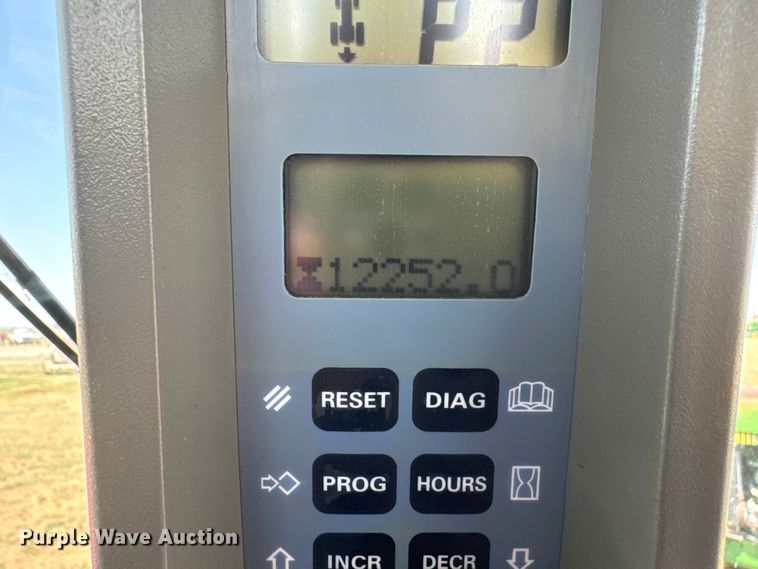 PP
12252.0
RESET DIAG
PROG HOURS
INCR DECR
Purple Wave Auction